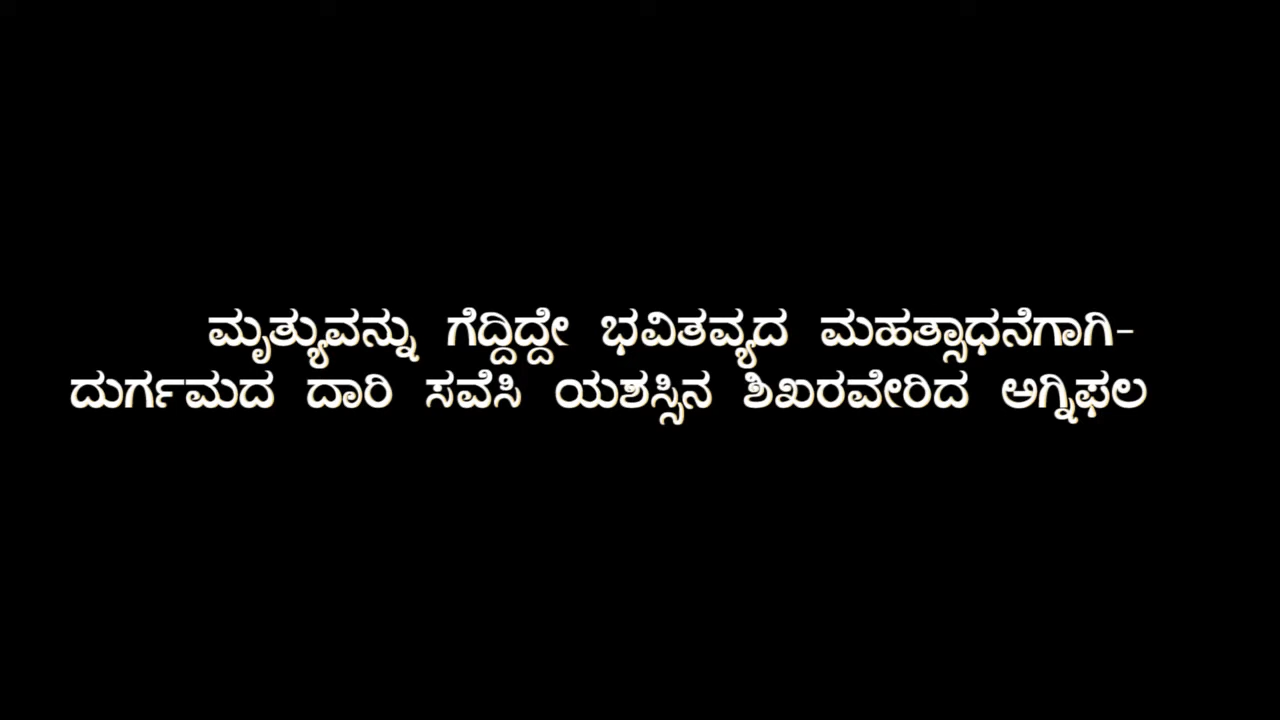 ಮೃತ್ಯುವನ್ನು ಗೆದ್ದಿದ್ದೇ ಭವಿತವ್ಯದ ಮಹತ್ಸಾಧನೆಗಾಗಿ-
ದುರ್ಗಮದ ದಾರಿ ಸವೆಸಿ ಯಶಸ್ಸಿನ ಶಿಖರವೇರಿದ ಅಗ್ನಿಫಲ